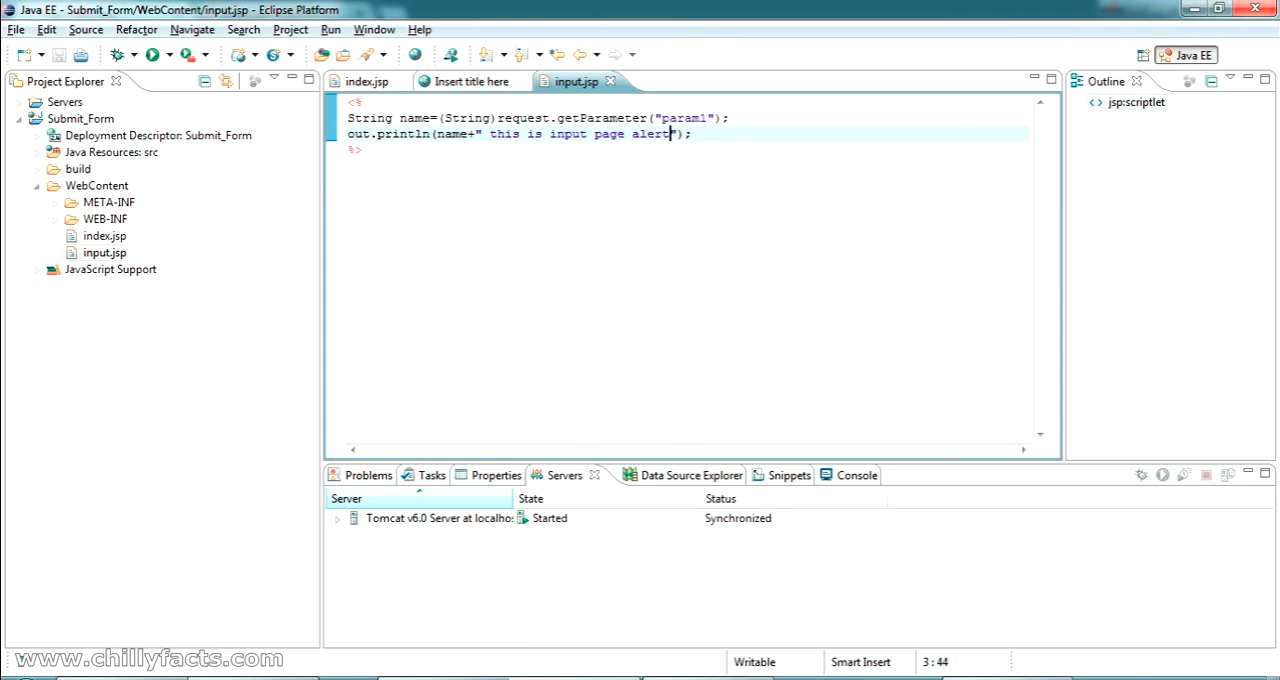 Java EE - Submit_Form/WebContent/input.jsp - Eclipse Platform
File Edit Source Refactor Navigate Search Project Run Window Help
Java EE
Project Explorer
index.jsp
Insert title here
input.jsp
Outline
Servers
Submit_Form
Deployment Descriptor: Submit_Form
Java Resources: src
build
WebContent
META-INF
WEB-INF
index.jsp
input.jsp
JavaScript Support
<%
String name=(String)request.getParameter("param1");
out.println(name+" this is input page alert");
%>
jsp:scriptlet
Problems Tasks Properties Servers Data Source Explorer Snippets Console
Server State Status
Tomcat v6.0 Server at localho: Started Synchronized
www.chillyfacts.com
Writable Smart Insert 3 : 44